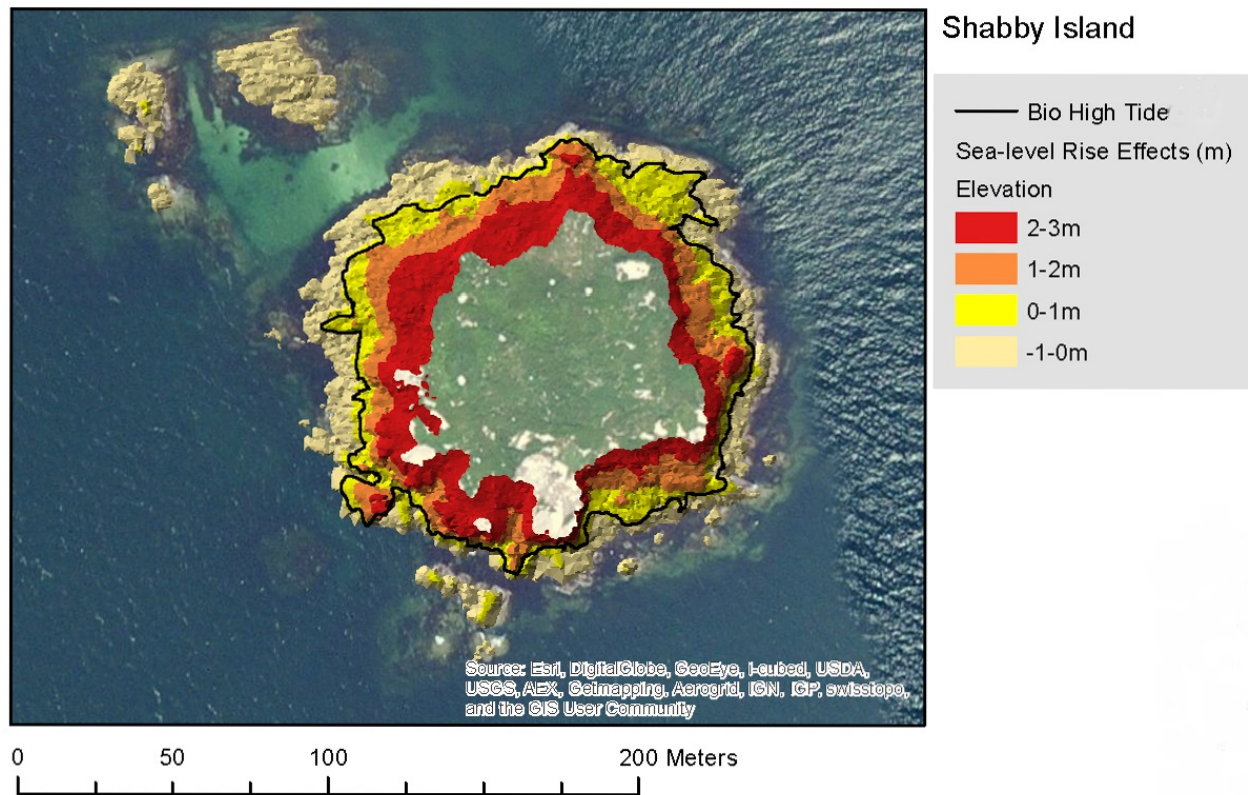 Shabby Island
Bio High Tide
Sea-level Rise Effects (m)
Elevation
2-3m
1-2m
0-1m
-1-0m
Source: Esri, DigitalGlobe, GeoEye, i-cubed, USDA,
USGS, AEX, Getmapping, Aerogrid, IGN, IGP, swisstopo,
and the GIS User Community
0 50 100 200 Meters